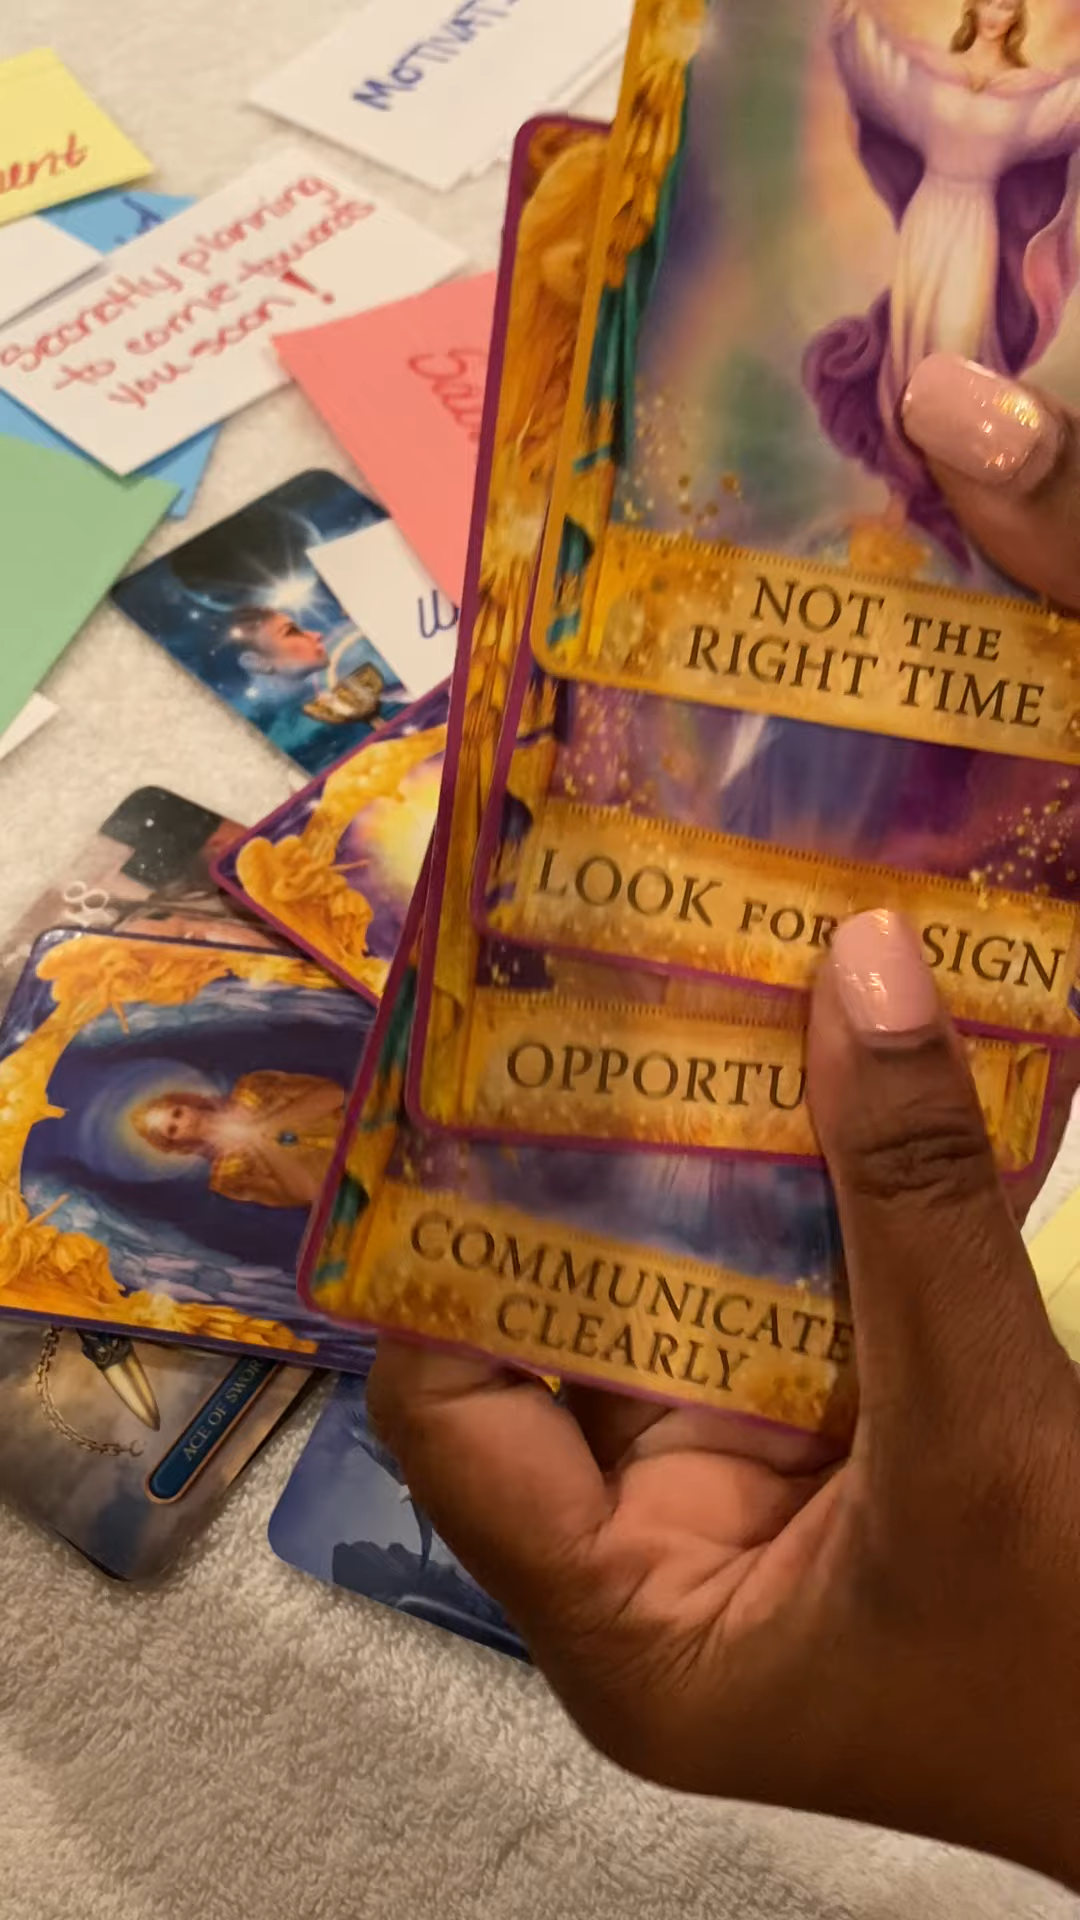 MOTIVAT
Secretly planning
to come towards
you soon!
NOT THE
RIGHT TIME
LOOK FOR SIGN
OPPORTU
COMMUNICATE
CLEARLY
ACE OF SWOR